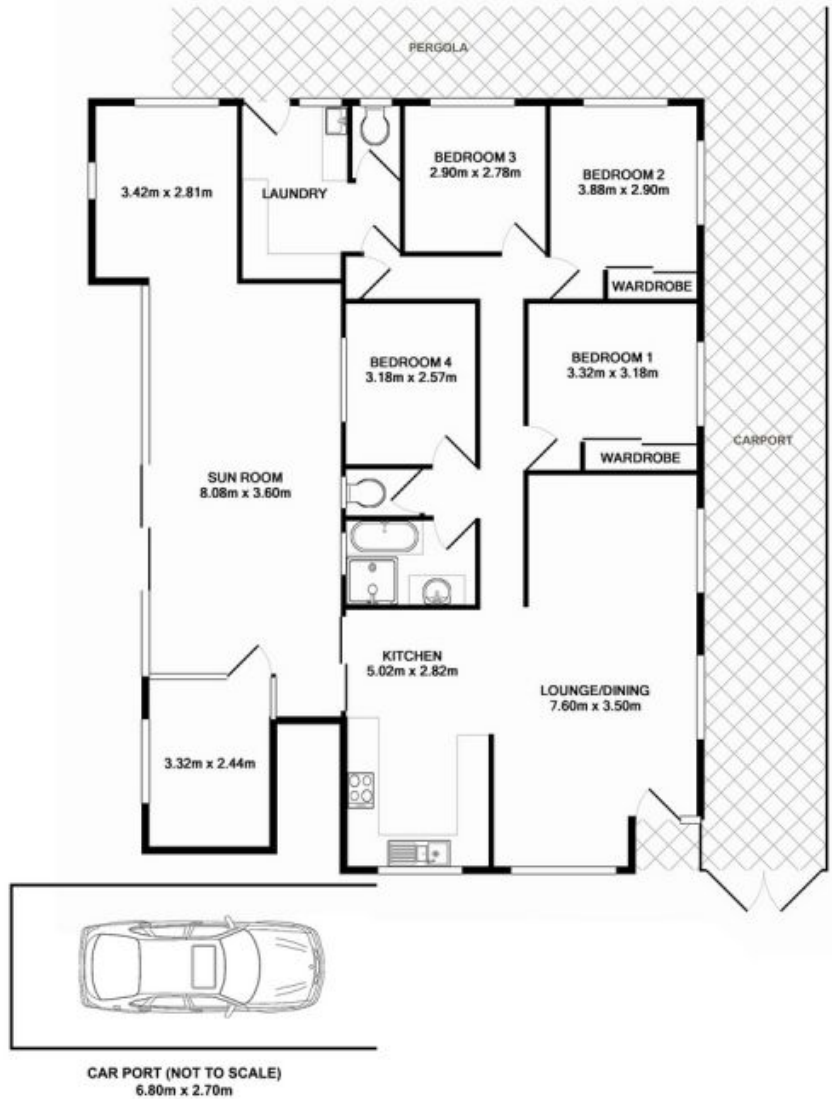 PERGOLA
3.42m x 2.81m
LAUNDRY
BEDROOM 3
2.90m x 2.78m
BEDROOM 2
3.88m x 2.90m
WARDROBE
BEDROOM 4
3.18m x 2.57m
BEDROOM 1
3.32m x 3.18m
WARDROBE
CARPORT
SUN ROOM
8.08m x 3.60m
KITCHEN
5.02m x 2.82m
LOUNGE/DINING
7.60m x 3.50m
3.32m x 2.44m
CAR PORT (NOT TO SCALE)
6.80m x 2.70m